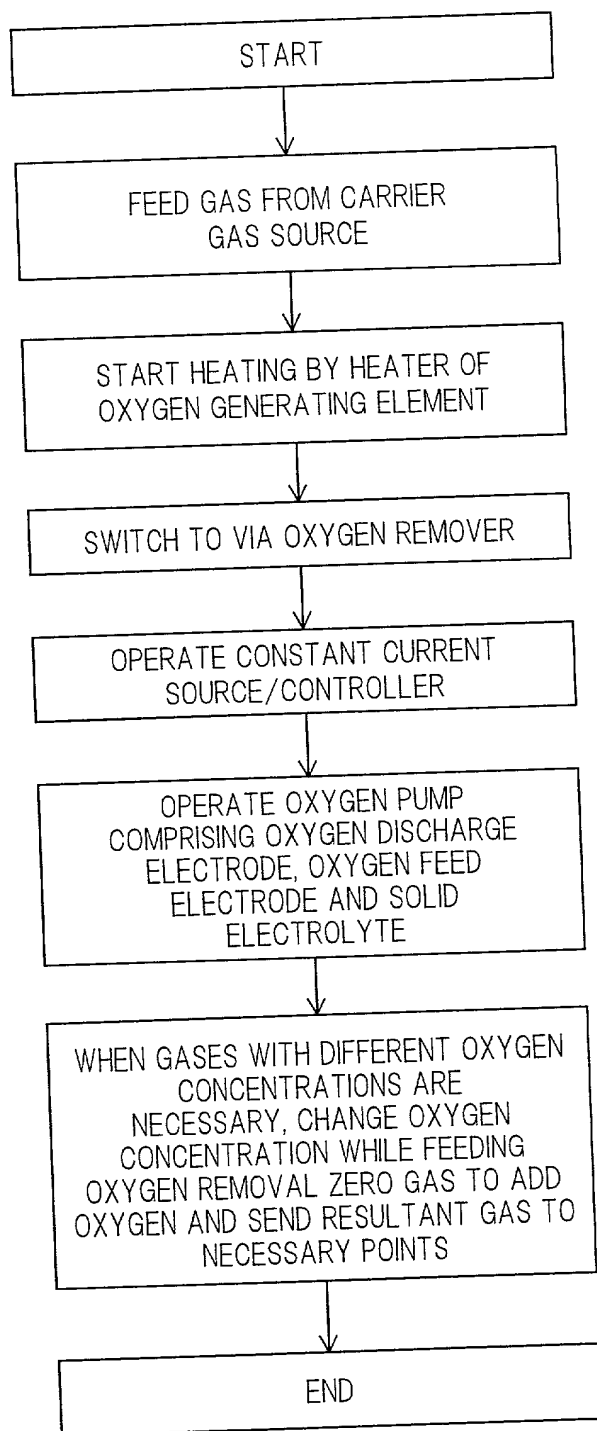 START
FEED GAS FROM CARRIER
GAS SOURCE
START HEATING BY HEATER OF
OXYGEN GENERATING ELEMENT
SWITCH TO VIA OXYGEN REMOVER
OPERATE CONSTANT CURRENT
SOURCE/CONTROLLER
OPERATE OXYGEN PUMP
COMPRISING OXYGEN DISCHARGE
ELECTRODE, OXYGEN FEED
ELECTRODE AND SOLID
ELECTROLYTE
WHEN GASES WITH DIFFERENT OXYGEN
CONCENTRATIONS ARE
NECESSARY, CHANGE OXYGEN
CONCENTRATION WHILE FEEDING
OXYGEN REMOVAL ZERO GAS TO ADD
OXYGEN AND SEND RESULTANT GAS TO
NECESSARY POINTS
END